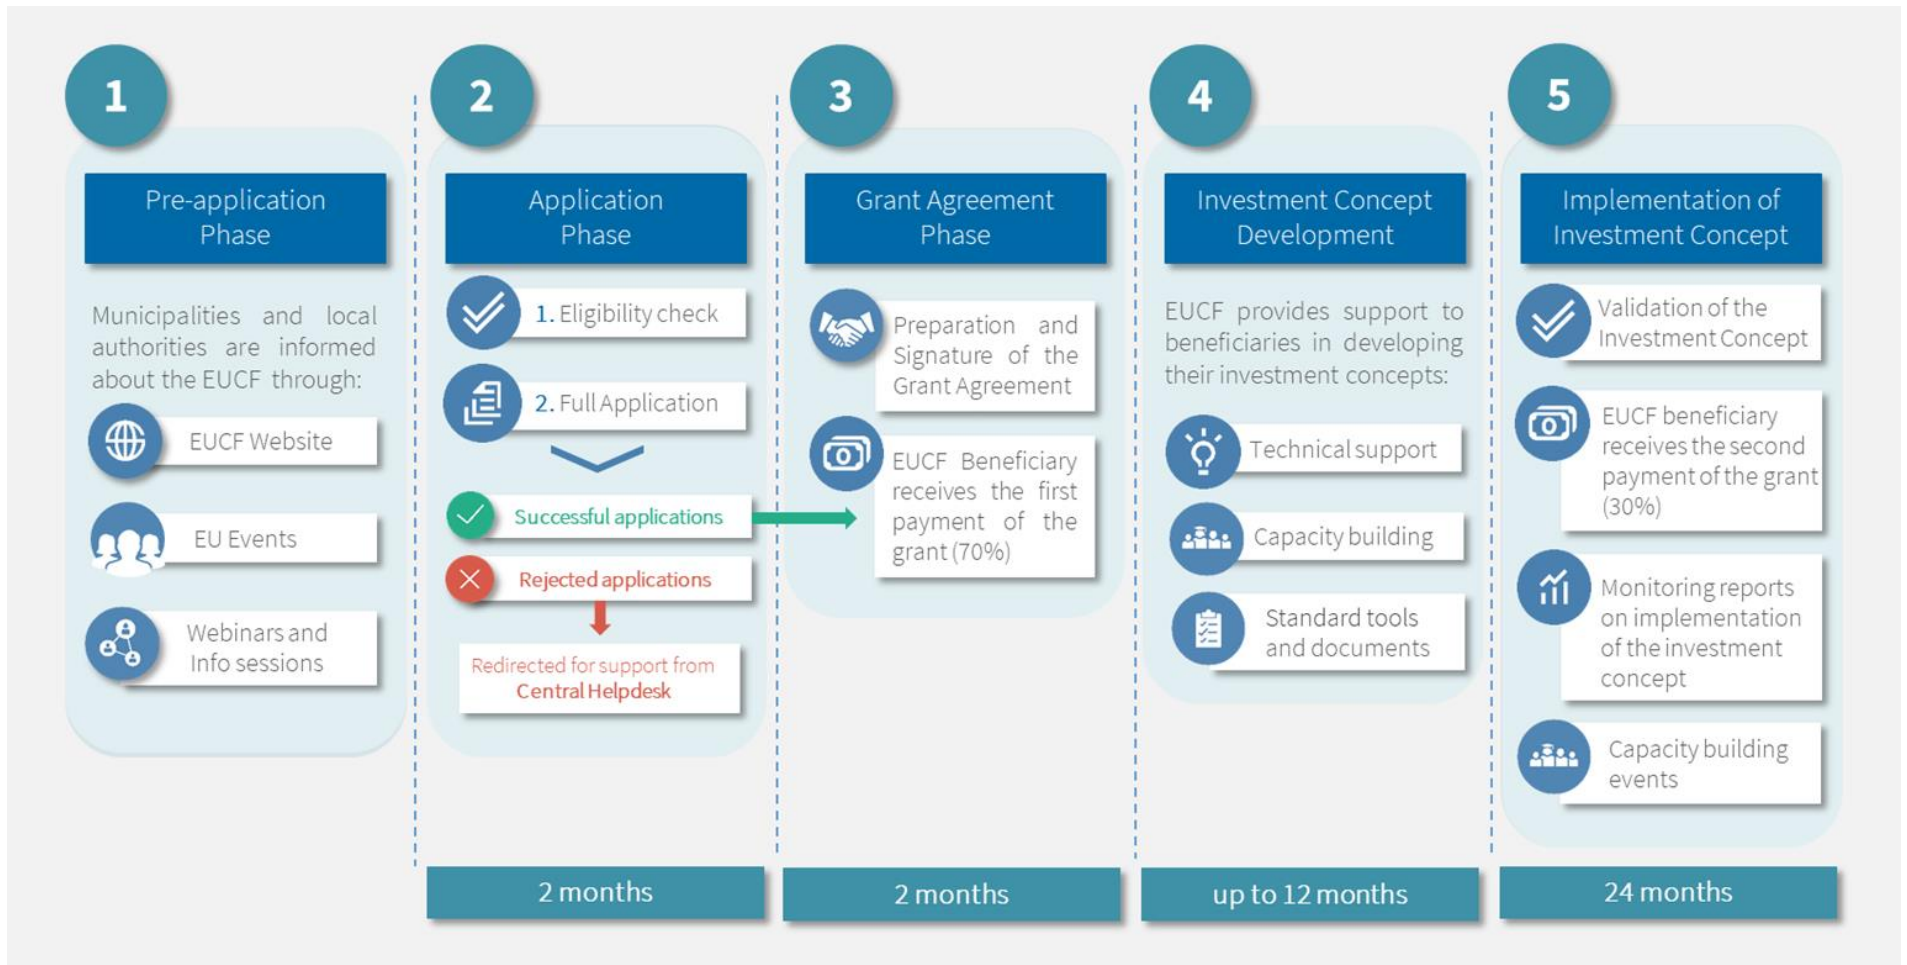 1
Pre-application
Phase
Municipalities and local
authorities are informed
about the EUCF through:
EUCF Website
EU Events
Webinars and
Info sessions
2
Application
Phase
1. Eligibility check
2. Full Application
Successful applications
Rejected applications
Redirected for support from
Central Helpdesk
2 months
3
Grant Agreement
Phase
Preparation and
Signature of the
Grant Agreement
EUCF Beneficiary
receives the first
payment of the
grant (70%)
2 months
4
Investment Concept
Development
EUCF provides support to
beneficiaries in developing
their investment concepts:
Technical support
Capacity building
Standard tools
and documents
up to 12 months
5
Implementation of
Investment Concept
Validation of the
Investment Concept
EUCF beneficiary
receives the second
payment of the grant
(30%)
Monitoring reports
on implementation
of the investment
concept
Capacity building
events
24 months